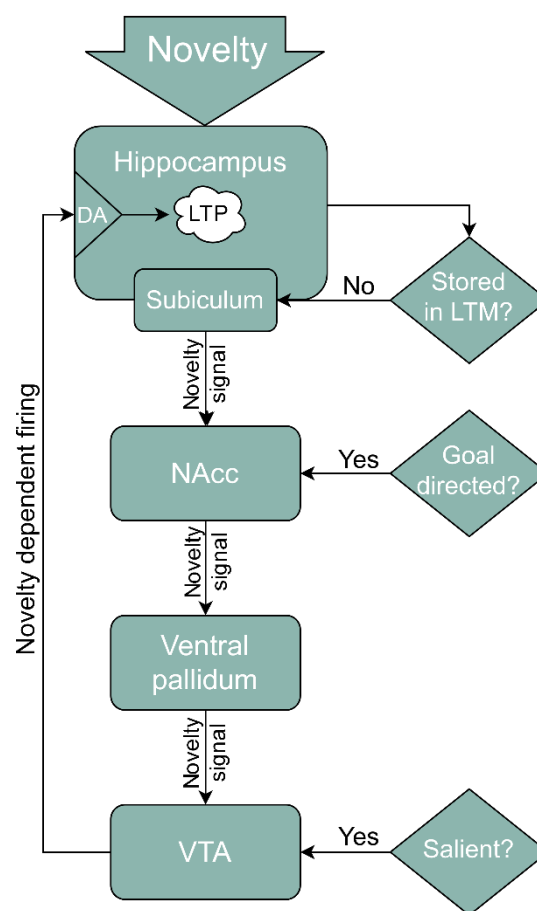 Novelty
Hippocampus
DA
LTP
Stored
in LTM?
No
Subiculum
Novelty
signal
NAcc
Yes
Goal
directed?
Novelty
signal
Novelty dependent firing
Ventral
pallidum
Novelty
signal
VTA
Yes
Salient?